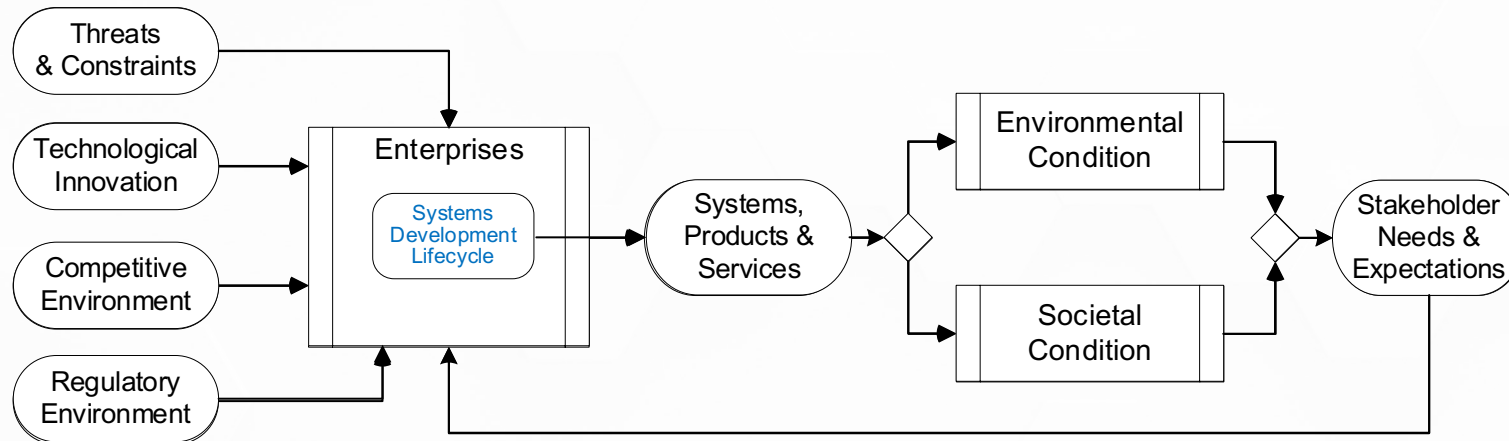 Threats
& Constraints
Technological
Innovation
Competitive
Environment
Regulatory
Environment
Enterprises
Systems
Development
Lifecycle
Systems,
Products &
Services
Environmental
Condition
Societal
Condition
Stakeholder
Needs &
Expectations